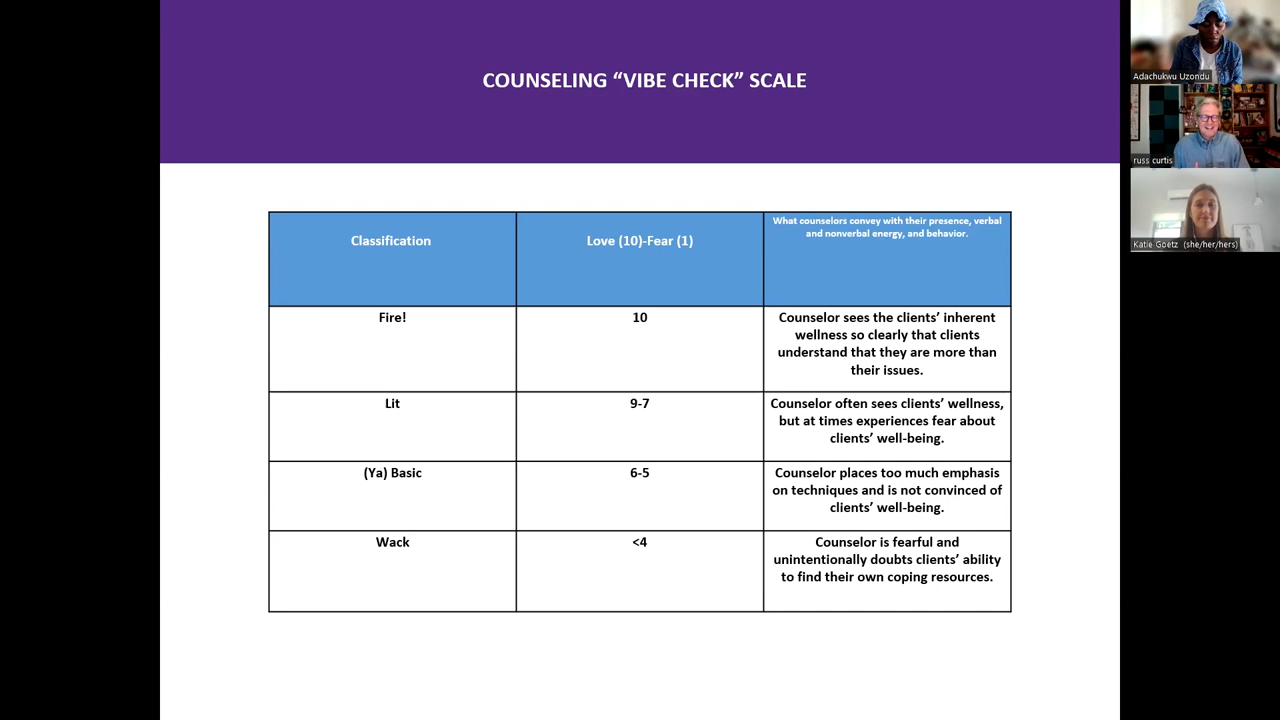 COUNSELING “VIBE CHECK” SCALE
Classification
Love (10)-Fear (1)
What counselors convey with their presence, verbal
and nonverbal energy, and behavior.
Fire!
10
Counselor sees the clients’ inherent
wellness so clearly that clients
understand that they are more than
their issues.
Lit
9-7
Counselor often sees clients’ wellness,
but at times experiences fear about
clients’ well-being.
(Ya) Basic
6-5
Counselor places too much emphasis
on techniques and is not convinced of
clients’ well-being.
Wack
<4
Counselor is fearful and
unintentionally doubts clients’ ability
to find their own coping resources.
Adachukwu Uzondu
russ curtis
Katie Goetz (she/her/hers)